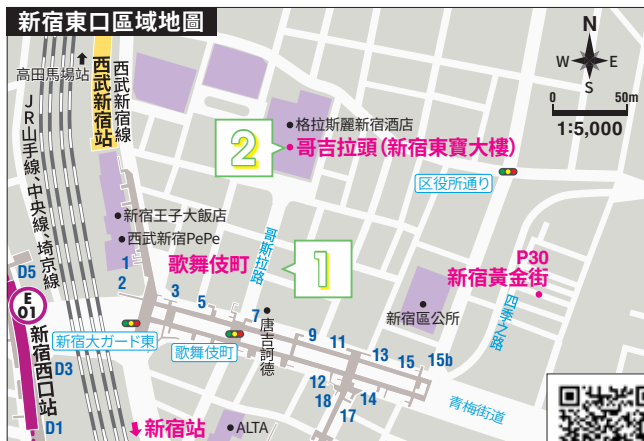 新宿東口區域地圖
高田馬場站
西武新宿站
西武新宿線
JR山手線、中央線、埼京線
N
W
E
S
0
50m
1:5,000
2
格拉斯麗新宿酒店
哥吉拉頭(新宿東寶大樓)
区役所通り
新宿王子大飯店
西武新宿PePe
哥斯拉路
歌舞伎町
1
P30
新宿黃金街
四季之路
新宿區公所
D5
E
01
新宿西口站
D3
D1
1
2
3
5
7
唐吉訶德
9
11
13
15
15b
12
18
17
14
新宿大ガード東
歌舞伎町
青梅街道
新宿站
ALTA